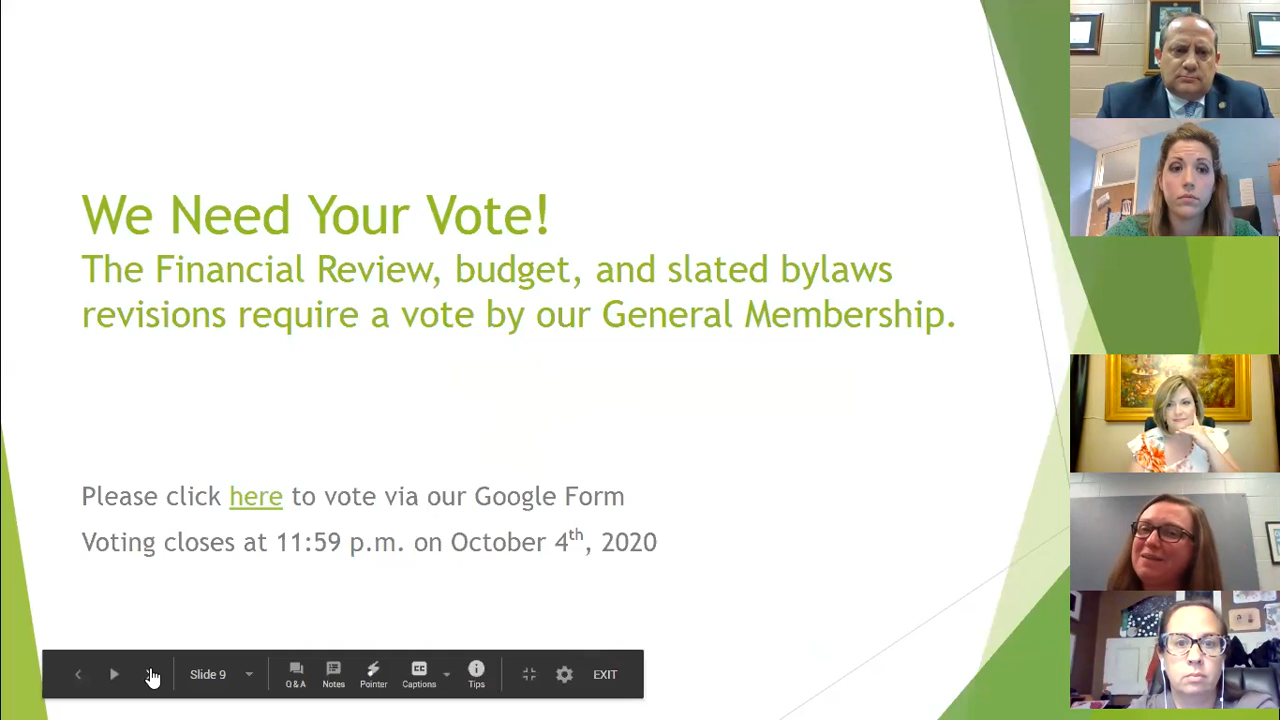 We Need Your Vote!
The Financial Review, budget, and slated bylaws
revisions require a vote by our General Membership.
Please click here to vote via our Google Form
Voting closes at 11:59 p.m. on October 4th, 2020
Slide 9
Q & A
Notes
Pointer
CC
Captions
Tips
EXIT